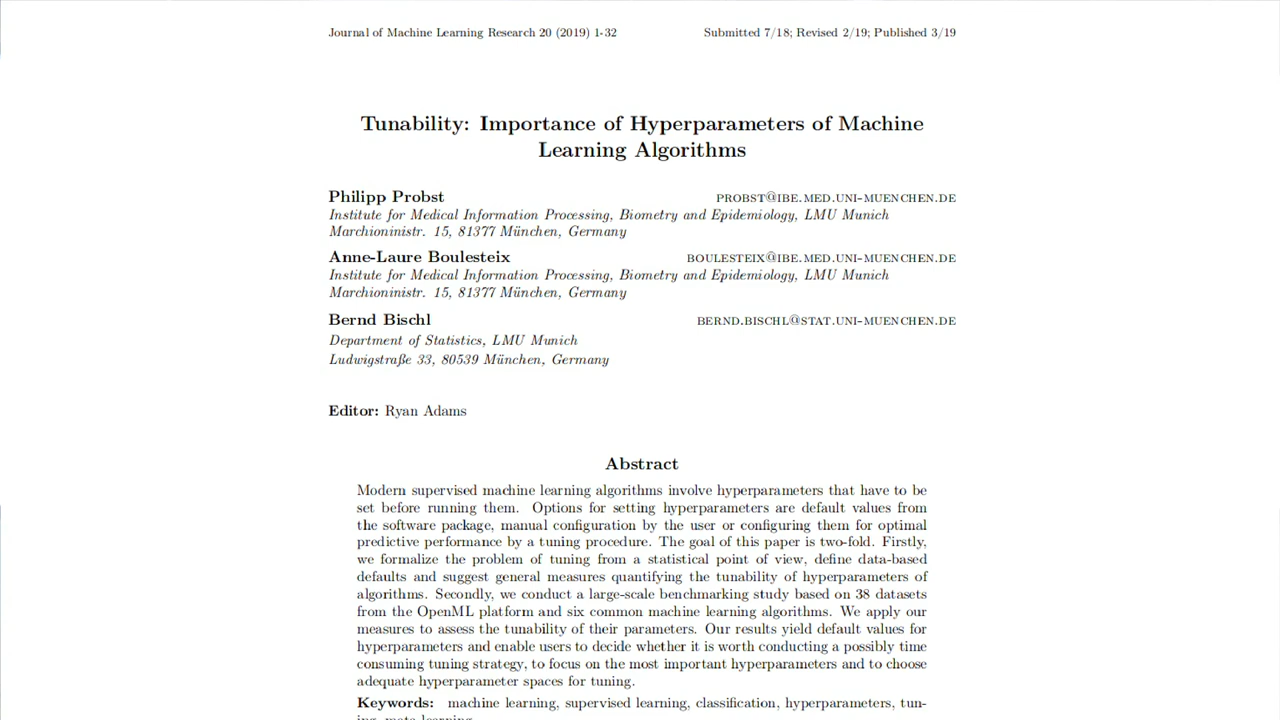 Journal of Machine Learning Research 20 (2019) 1-32 Submitted 7/18; Revised 2/19; Published 3/19
Tunability: Importance of Hyperparameters of Machine
Learning Algorithms
Philipp Probst PROBST@IBE.MED.UNI-MUENCHEN.DE
Institute for Medical Information Processing, Biometry and Epidemiology, LMU Munich
Marchioninistr. 15, 81377 München, Germany
Anne-Laure Boulesteix BOULESTEIX@IBE.MED.UNI-MUENCHEN.DE
Institute for Medical Information Processing, Biometry and Epidemiology, LMU Munich
Marchioninistr. 15, 81377 München, Germany
Bernd Bischl BERND.BISCHL@STAT.UNI-MUENCHEN.DE
Department of Statistics, LMU Munich
Ludwigstraße 33, 80539 München, Germany
Editor: Ryan Adams
Abstract
Modern supervised machine learning algorithms involve hyperparameters that have to be
set before running them. Options for setting hyperparameters are default values from
the software package, manual configuration by the user or configuring them for optimal
predictive performance by a tuning procedure. The goal of this paper is two-fold. Firstly,
we formalize the problem of tuning from a statistical point of view, define data-based
defaults and suggest general measures quantifying the tunability of hyperparameters of
algorithms. Secondly, we conduct a large-scale benchmarking study based on 38 datasets
from the OpenML platform and six common machine learning algorithms. We apply our
measures to assess the tunability of their parameters. Our results yield default values for
hyperparameters and enable users to decide whether it is worth conducting a possibly time
consuming tuning strategy, to focus on the most important hyperparameters and to choose
adequate hyperparameter spaces for tuning.
Keywords: machine learning, supervised learning, classification, hyperparameters, tun-
ing, meta-learning